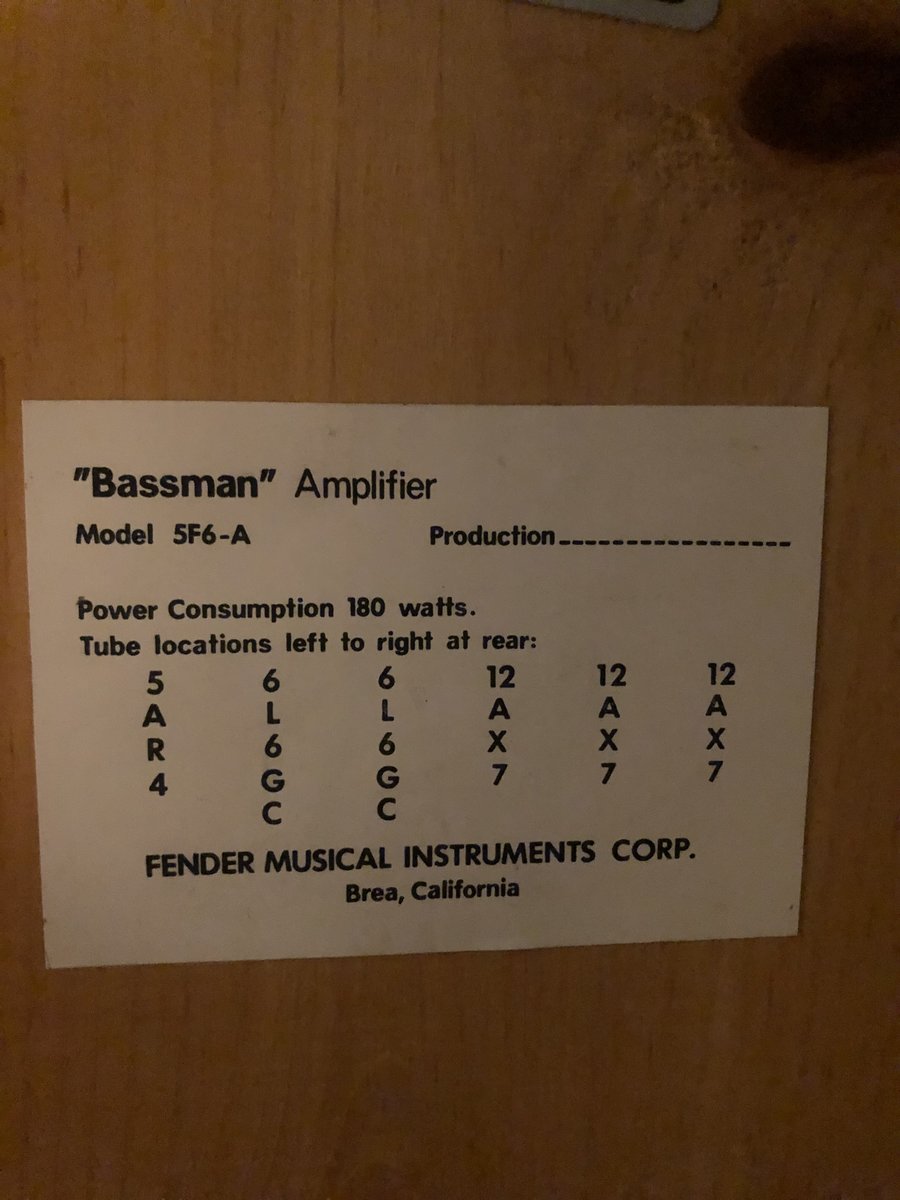 "Bassman" Amplifier
Model 5F6-A Production
Power Consumption 180 watts.
Tube locations left to right at rear:
5 6 6 12 12 12
A L L A A A
R 6 6 X X X
4 G G 7 7 7
C C
FENDER MUSICAL INSTRUMENTS CORP.
Brea, California